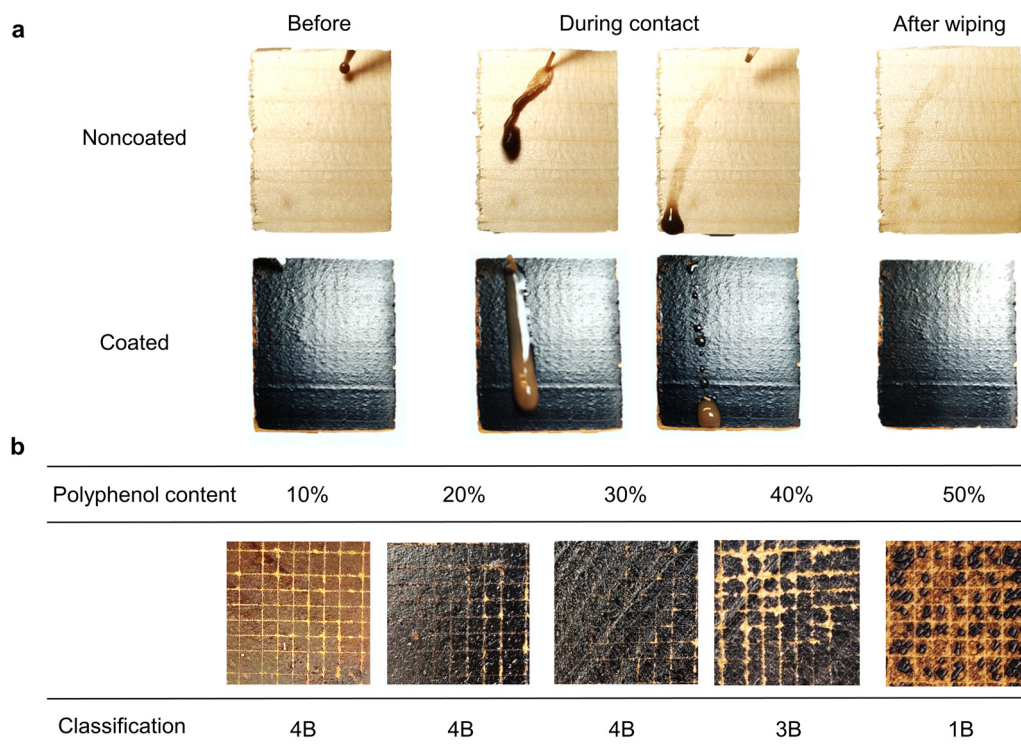 a
Before During contact After wiping
Noncoated
Coated
b
Polyphenol content 10% 20% 30% 40% 50%
Classification 4B 4B 4B 3B 1B